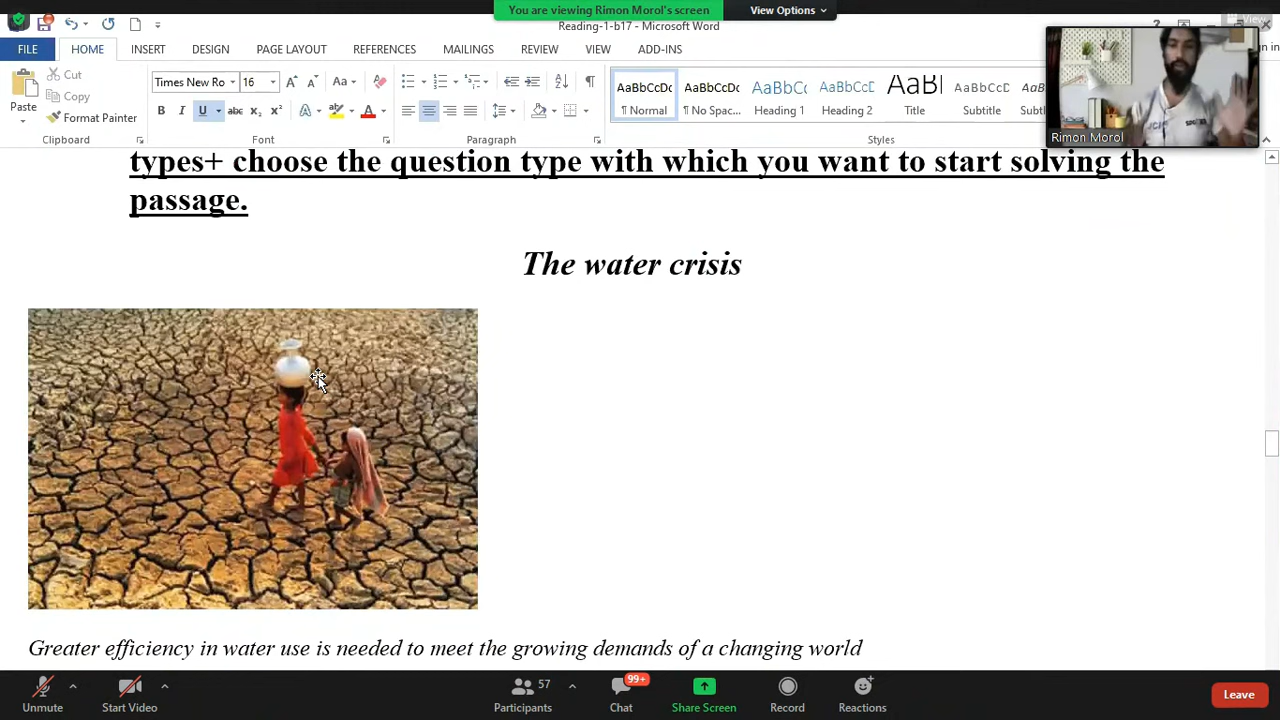 You are viewing Rimon Morol's screen
View Options
View
Reading-1-b17 - Microsoft Word
FILE
HOME
INSERT
DESIGN
PAGE LAYOUT
REFERENCES
MAILINGS
REVIEW
VIEW
ADD-INS
Paste
Cut
Copy
Format Painter
Clipboard
Times New Ro
16
Font
Paragraph
AaBbCcDc
¶ Normal
AaBbCcDc
¶ No Spac...
AaBbCc
Heading 1
AaBbCc
Heading 2
AaBl
Title
AaBbCcD
Subtitle
Styles
Rimon Morol
types+ choose the question type with which you want to start solving the
passage.
The water crisis
Greater efficiency in water use is needed to meet the growing demands of a changing world
Unmute
Start Video
57
Participants
99+
Chat
Share Screen
Record
Reactions
Leave